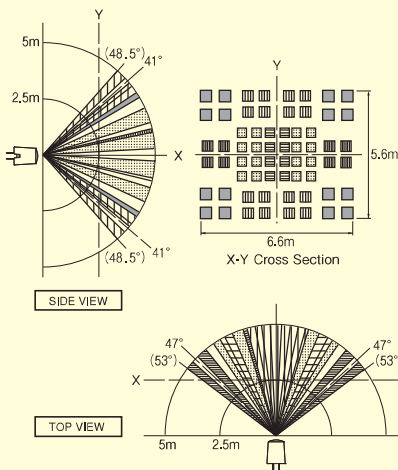 Y
5m
(48.5°)
41°
2.5m
X
41°
(48.5°)
SIDE VIEW
Y
5.6m
6.6m
X-Y Cross Section
47°
(53°)
47°
(53°)
X
TOP VIEW
5m
2.5m